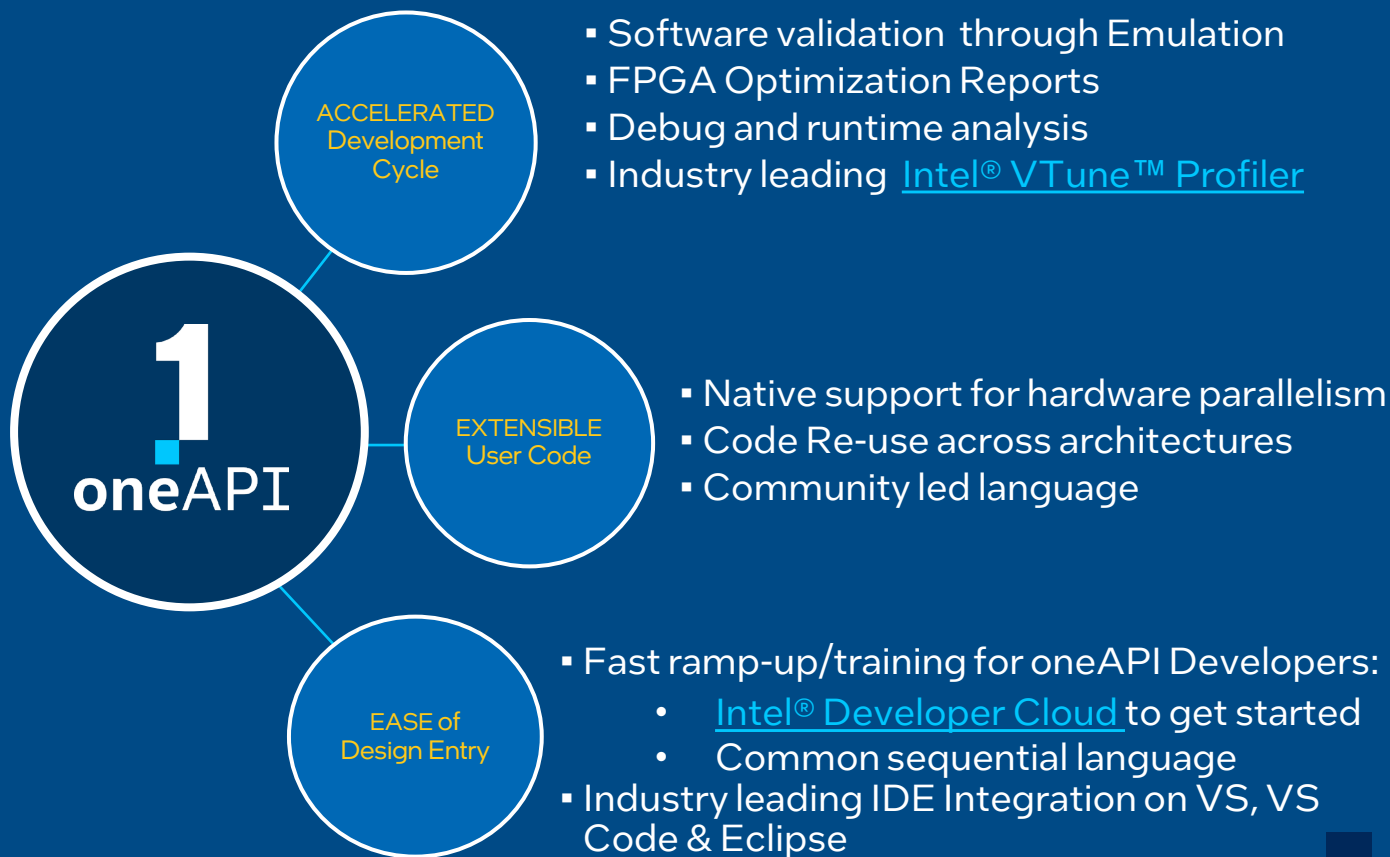 ▪ Software validation through Emulation
▪ FPGA Optimization Reports
▪ Debug and runtime analysis
▪ Industry leading Intel® VTune™ Profiler
ACCELERATED
Development
Cycle
1
oneAPI
EXTENSIBLE
User Code
▪ Native support for hardware parallelism
▪ Code Re-use across architectures
▪ Community led language
EASE of
Design Entry
▪ Fast ramp-up/training for oneAPI Developers:
• Intel® Developer Cloud to get started
• Common sequential language
▪ Industry leading IDE Integration on VS, VS
Code & Eclipse